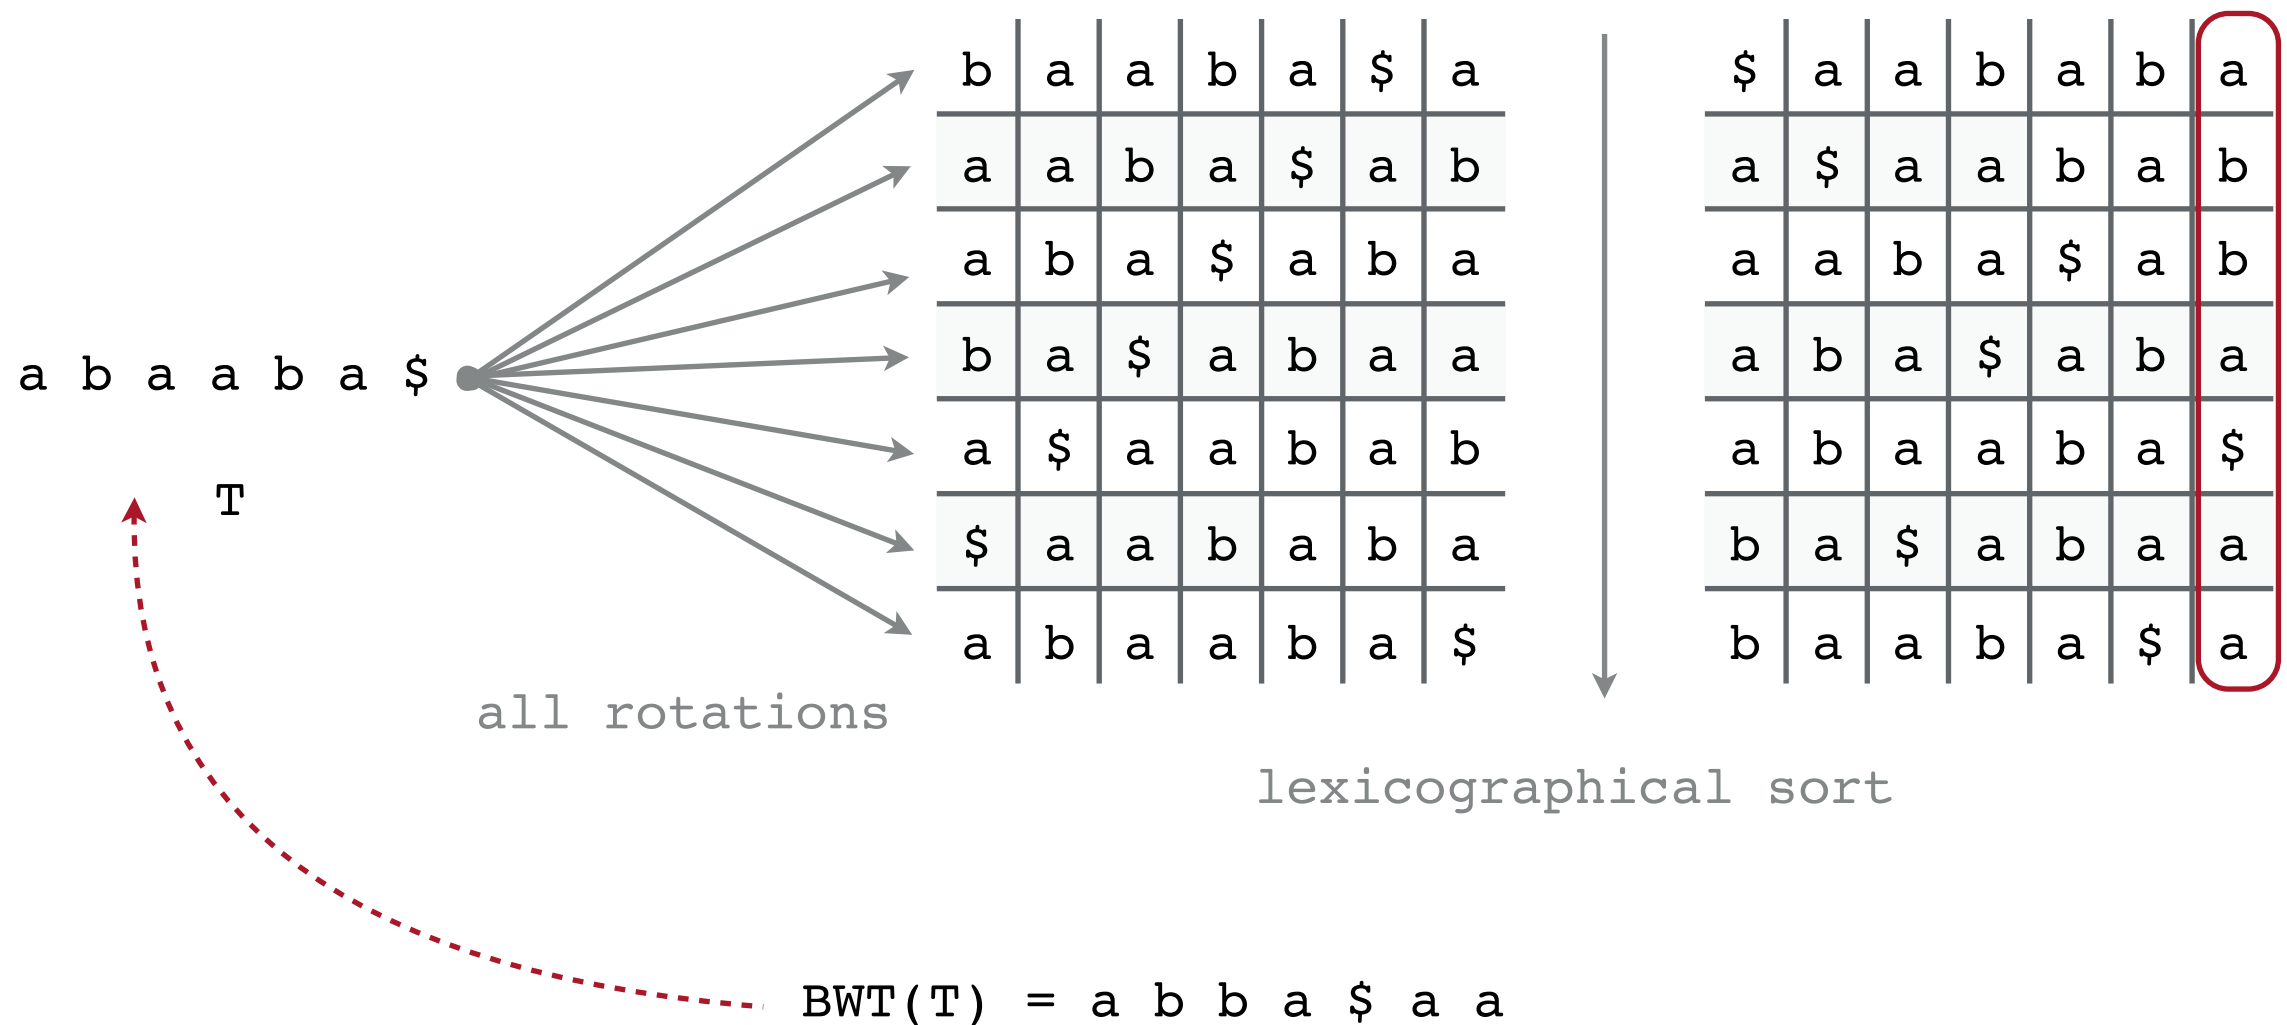 b a a b a $ a
a a b a $ a b
a b a $ a b a
b a $ a b a a
a $ a a b a b
$ a a b a b a
a b a a b a $
$ a a b a b a
a $ a a b a b
a a b a $ a b
a b a $ a b a
a b a a b a $
b a $ a b a a
b a a b a $ a
a b a a b a $
T
all rotations
lexicographical sort
BWT(T) = a b b a $ a a